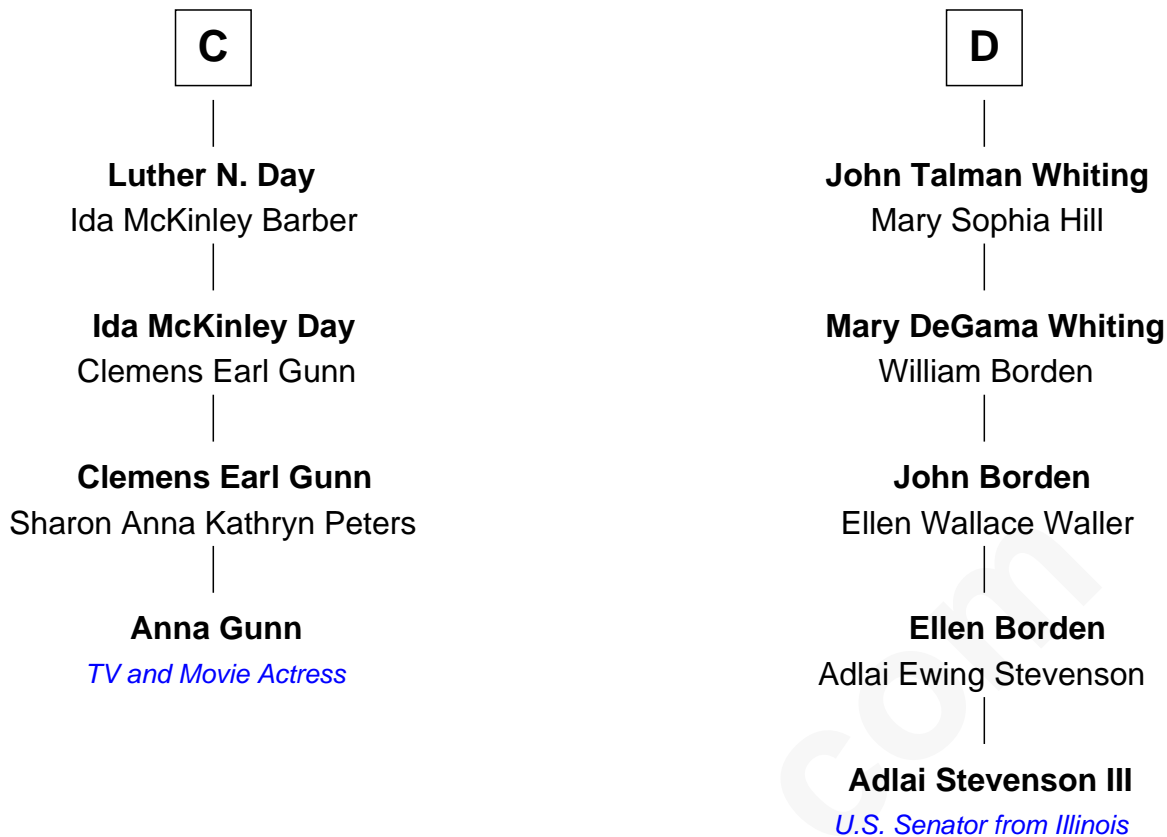 C
Luther N. Day
Ida McKinley Barber
Ida McKinley Day
Clemens Earl Gunn
Clemens Earl Gunn
Sharon Anna Kathryn Peters
Anna Gunn
TV and Movie Actress
D
John Talman Whiting
Mary Sophia Hill
Mary DeGama Whiting
William Borden
John Borden
Ellen Wallace Waller
Ellen Borden
Adlai Ewing Stevenson
Adlai Stevenson III
U.S. Senator from Illinois
com